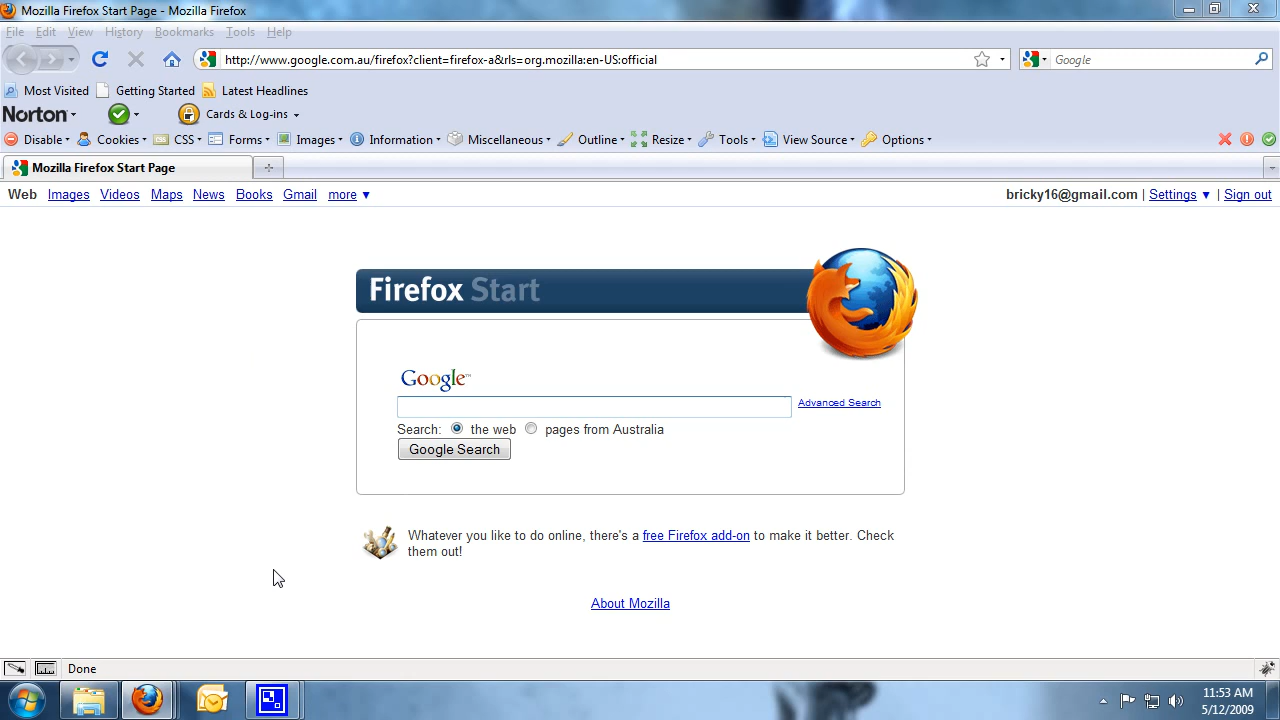 Mozilla Firefox Start Page - Mozilla Firefox
File Edit View History Bookmarks Tools Help
http://www.google.com.au/firefox?client=firefox-a&rls=org.mozilla:en-US:official
Google
Most Visited Getting Started Latest Headlines
Norton Cards & Log-ins
Disable Cookies CSS CSS Forms Images Information Miscellaneous Outline Resize Tools View Source Options
Mozilla Firefox Start Page
Web Images Videos Maps News Books Gmail more ▼ bricky16@gmail.com | Settings ▼ | Sign out
Firefox Start
Google™
Advanced Search
Search: the web pages from Australia
Google Search
Whatever you like to do online, there's a free Firefox add-on to make it better. Check
them out!
About Mozilla
Done
11:53 AM
5/12/2009